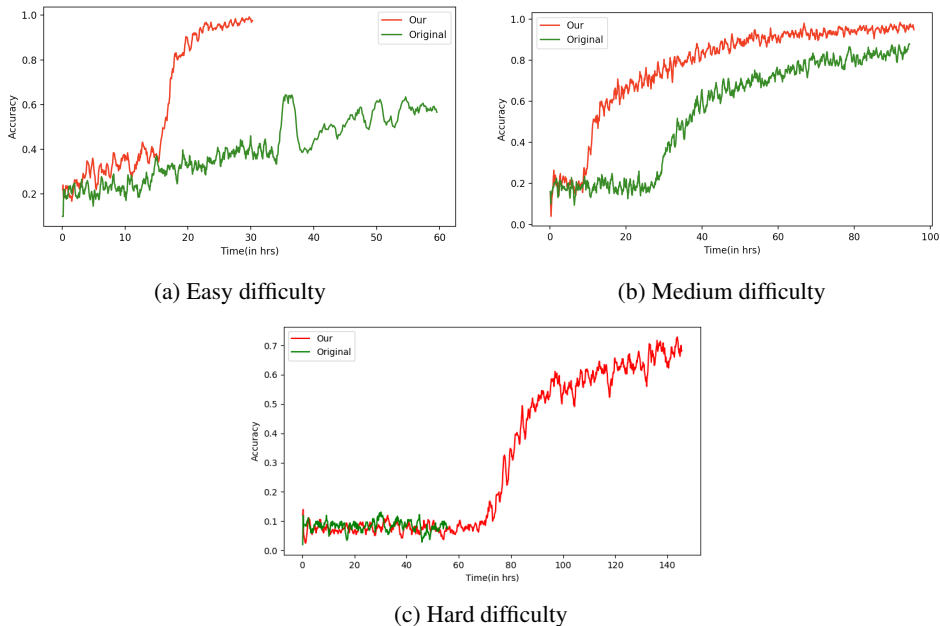 Our
Original
1.0
0.8
0.6
0.4
0.2
Accuracy
0
10
20
30
40
50
60
Time(in hrs)
(a) Easy difficulty
Our
Original
1.0
0.8
0.6
0.4
0.2
0.0
Accuracy
0
20
40
60
80
100
Time(in hrs)
(b) Medium difficulty
Our
Original
0.7
0.6
0.5
0.4
0.3
0.2
0.1
0.0
Accuracy
0
20
40
60
80
100
120
140
Time(in hrs)
(c) Hard difficulty